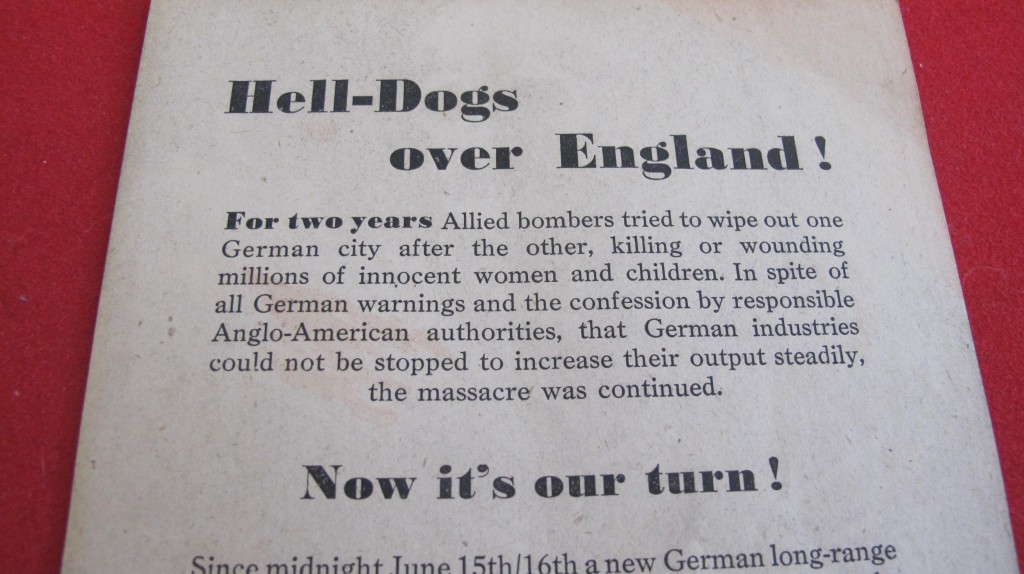 Hell-Dogs
over England!
For two years Allied bombers tried to wipe out one
German city after the other, killing or wounding
millions of innocent women and children. In spite of
all German warnings and the confession by responsible
Anglo-American authorities, that German industries
could not be stopped to increase their output steadily,
the massacre was continued.
Now it's our turn!
Since midnight June 15th/16th a new German long-range